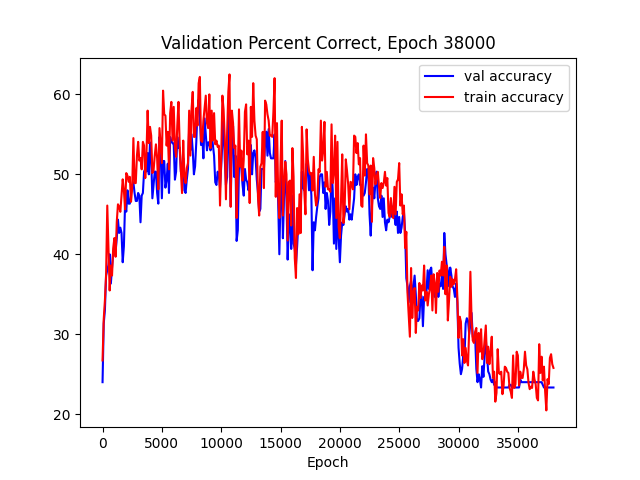 Validation Percent Correct, Epoch 38000
val accuracy
train accuracy
60
50
40
30
20
0 5000 10000 15000 20000 25000 30000 35000
Epoch